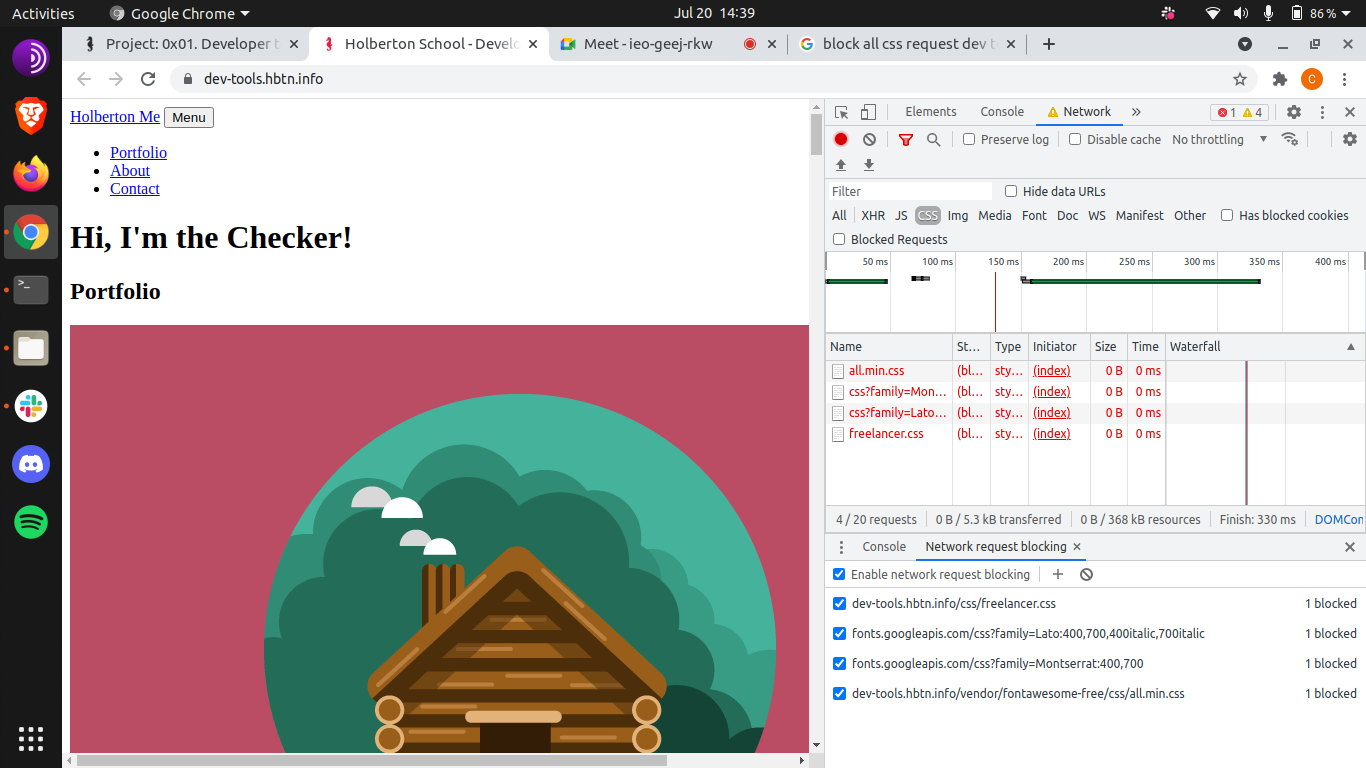 Activities Google Chrome Jul 20 14:39 86 %
Project: 0x01. Developer t Holberton School - Develo Meet - ieo-geej-rkw block all css request dev t
dev-tools.hbtn.info C
Holberton Me Menu
Portfolio
About
Contact
Hi, I'm the Checker!
Portfolio
Elements Console Network 1 4
Preserve log Disable cache No throttling
Filter Hide data URLs
All XHR JS CSS Img Media Font Doc WS Manifest Other Has blocked cookies
Blocked Requests
50 ms 100 ms 150 ms 200 ms 250 ms 300 ms 350 ms 400 ms
Name St... Type Initiator Size Time Waterfall
all.min.css (bl... sty... (index) 0 B 0 ms
css?family=Mon... (bl... sty... (index) 0 B 0 ms
css?family=Lato... (bl... sty... (index) 0 B 0 ms
freelancer.css (bl... sty... (index) 0 B 0 ms
4 / 20 requests 0 B / 5.3 kB transferred 0 B / 368 kB resources Finish: 330 ms DOMCon
Console Network request blocking
Enable network request blocking
dev-tools.hbtn.info/css/freelancer.css 1 blocked
fonts.googleapis.com/css?family=Lato:400,700,400italic,700italic 1 blocked
fonts.googleapis.com/css?family=Montserrat:400,700 1 blocked
dev-tools.hbtn.info/vendor/fontawesome-free/css/all.min.css 1 blocked